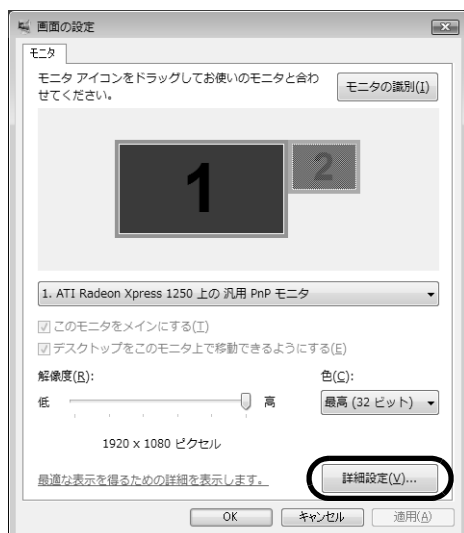 画面の設定
モニタ
モニタ アイコンをドラッグしてお使いのモニタと合わ
せてください。
モニタの識別(I)
1
2
1. ATI Radeon Xpress 1250 上の 汎用 PnP モニタ
このモニタをメインにする(T)
デスクトップをこのモニタ上で移動できるようにする(E)
解像度(R):
低
高
1920 x 1080 ピクセル
色(C):
最高 (32 ビット)
最適な表示を得るための詳細を表示します。
詳細設定(V)...
OK
キャンセル
適用(A)